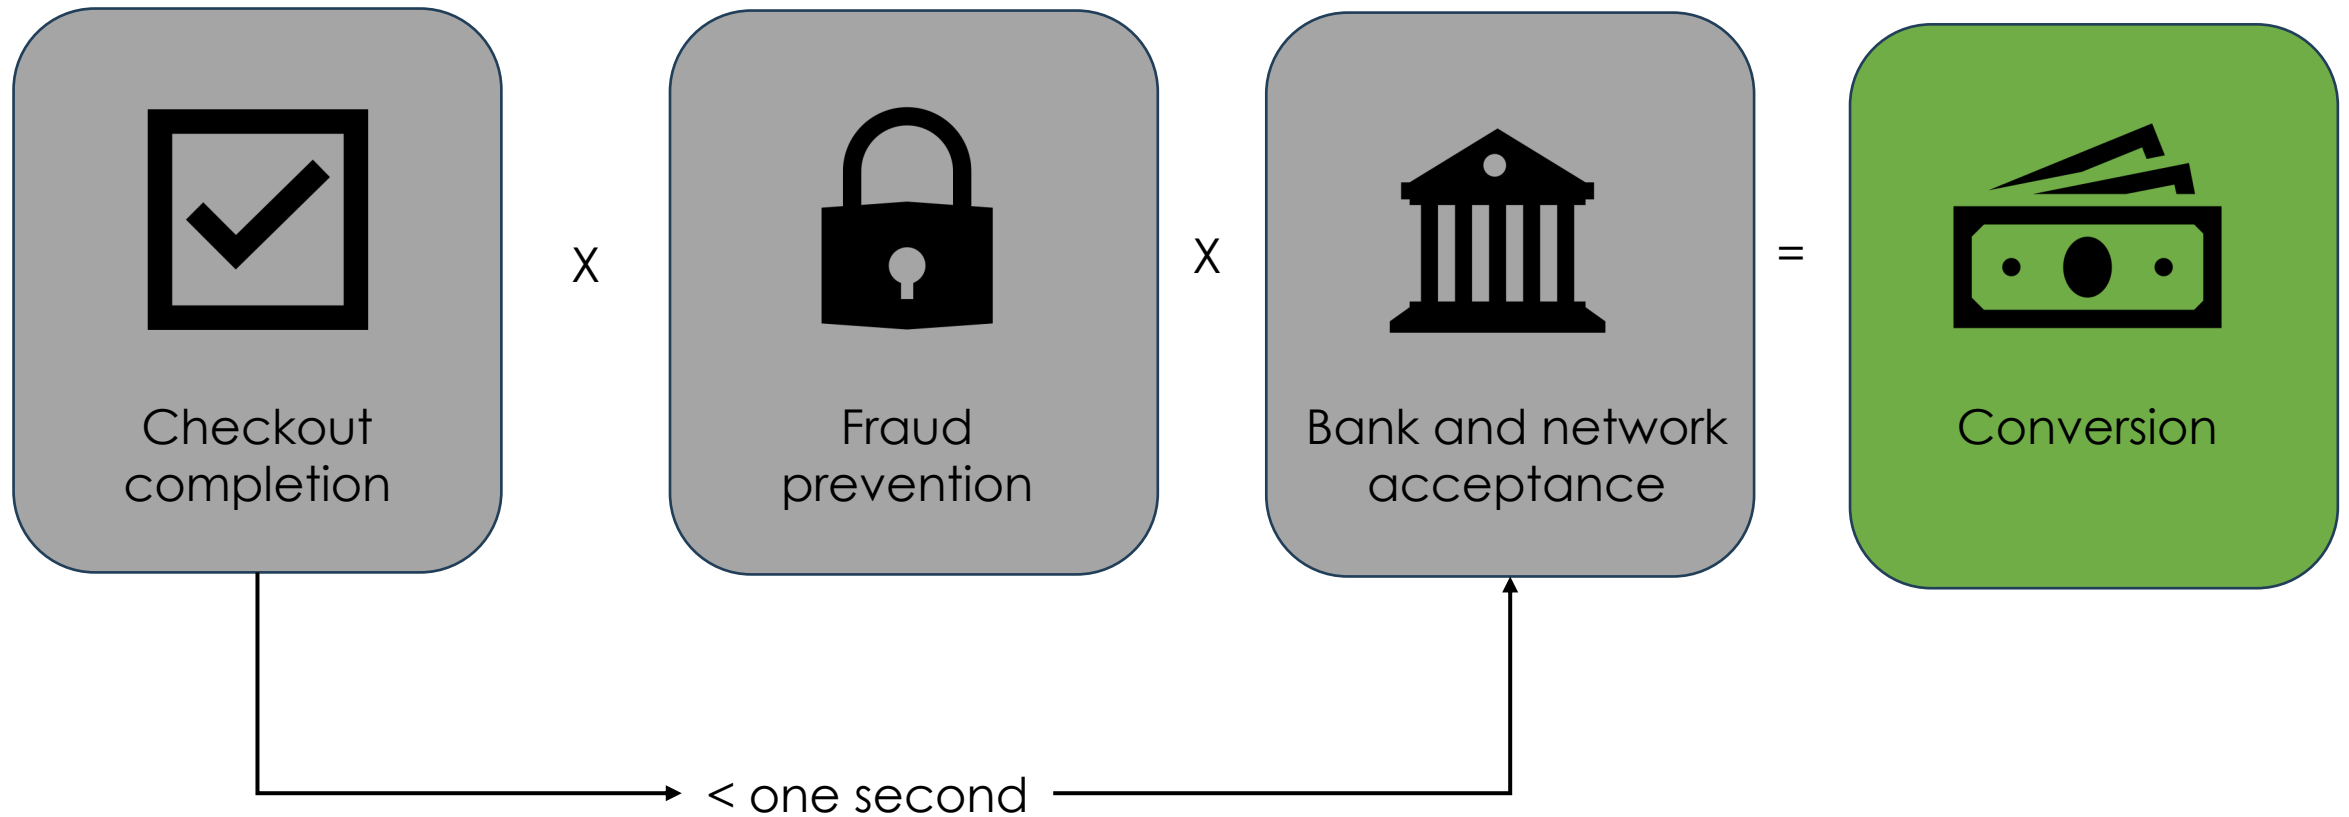 Checkout
completion
X
Fraud
prevention
X
Bank and network
acceptance
=
Conversion
< one second